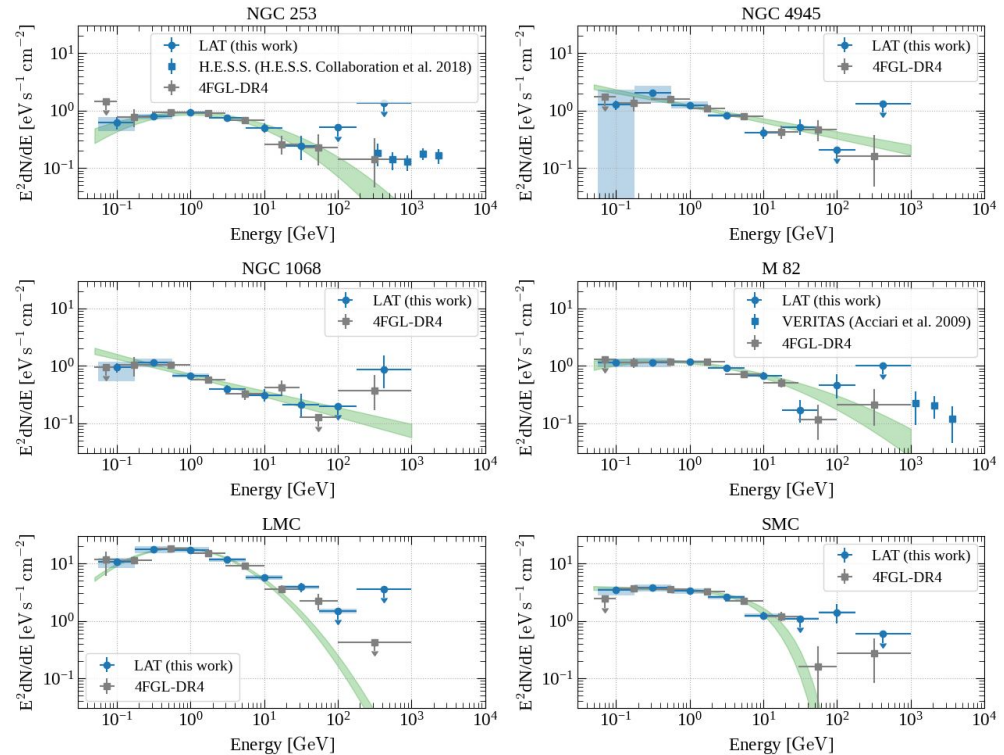 NGC 253
E²dN/dE [eV s⁻¹ cm⁻²]
10¹
10⁰
10⁻¹
LAT (this work)
H.E.S.S. (H.E.S.S. Collaboration et al. 2018)
4FGL-DR4
10⁻¹ 10⁰ 10¹ 10² 10³ 10⁴
Energy [GeV]
NGC 4945
E²dN/dE [eV s⁻¹ cm⁻²]
10¹
10⁰
10⁻¹
LAT (this work)
4FGL-DR4
10⁻¹ 10⁰ 10¹ 10² 10³ 10⁴
Energy [GeV]
NGC 1068
E²dN/dE [eV s⁻¹ cm⁻²]
10¹
10⁰
10⁻¹
LAT (this work)
4FGL-DR4
10⁻¹ 10⁰ 10¹ 10² 10³ 10⁴
Energy [GeV]
M 82
E²dN/dE [eV s⁻¹ cm⁻²]
10¹
10⁰
10⁻¹
LAT (this work)
VERITAS (Acciari et al. 2009)
4FGL-DR4
10⁻¹ 10⁰ 10¹ 10² 10³ 10⁴
Energy [GeV]
LMC
E²dN/dE [eV s⁻¹ cm⁻²]
10¹
10⁰
10⁻¹
LAT (this work)
4FGL-DR4
10⁻¹ 10⁰ 10¹ 10² 10³ 10⁴
Energy [GeV]
SMC
E²dN/dE [eV s⁻¹ cm⁻²]
10¹
10⁰
10⁻¹
LAT (this work)
4FGL-DR4
10⁻¹ 10⁰ 10¹ 10² 10³ 10⁴
Energy [GeV]